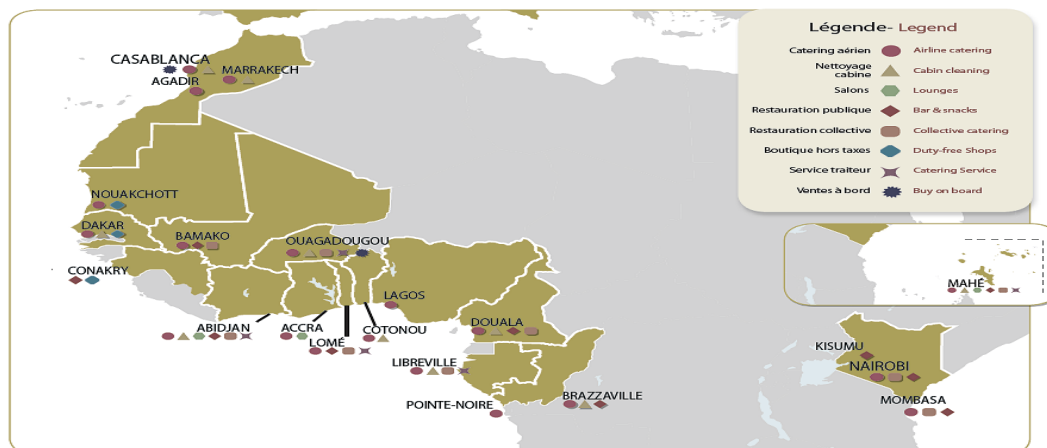 Légende- Legend
Catering aérien Airline catering
Nettoyage
cabine Cabin cleaning
Salons Lounges
Restauration publique Bar & snacks
Restauration collective Collective catering
Boutique hors taxes Duty-free Shops
Service traiteur Catering Service
Ventes à bord Buy on board
CASABLANCA
MARRAKECH
AGADIR
NOUAKCHOTT
DAKAR
BAMAKO
OUAGADOUGOU
CONAKRY
LAGOS
ABIDJAN
ACCRA
COTONOU
LOMÉ
DOUALA
LIBREVILLE
POINTE-NOIRE
BRAZZAVILLE
MAHÉ
KISUMU
NAIROBI
MOMBASA